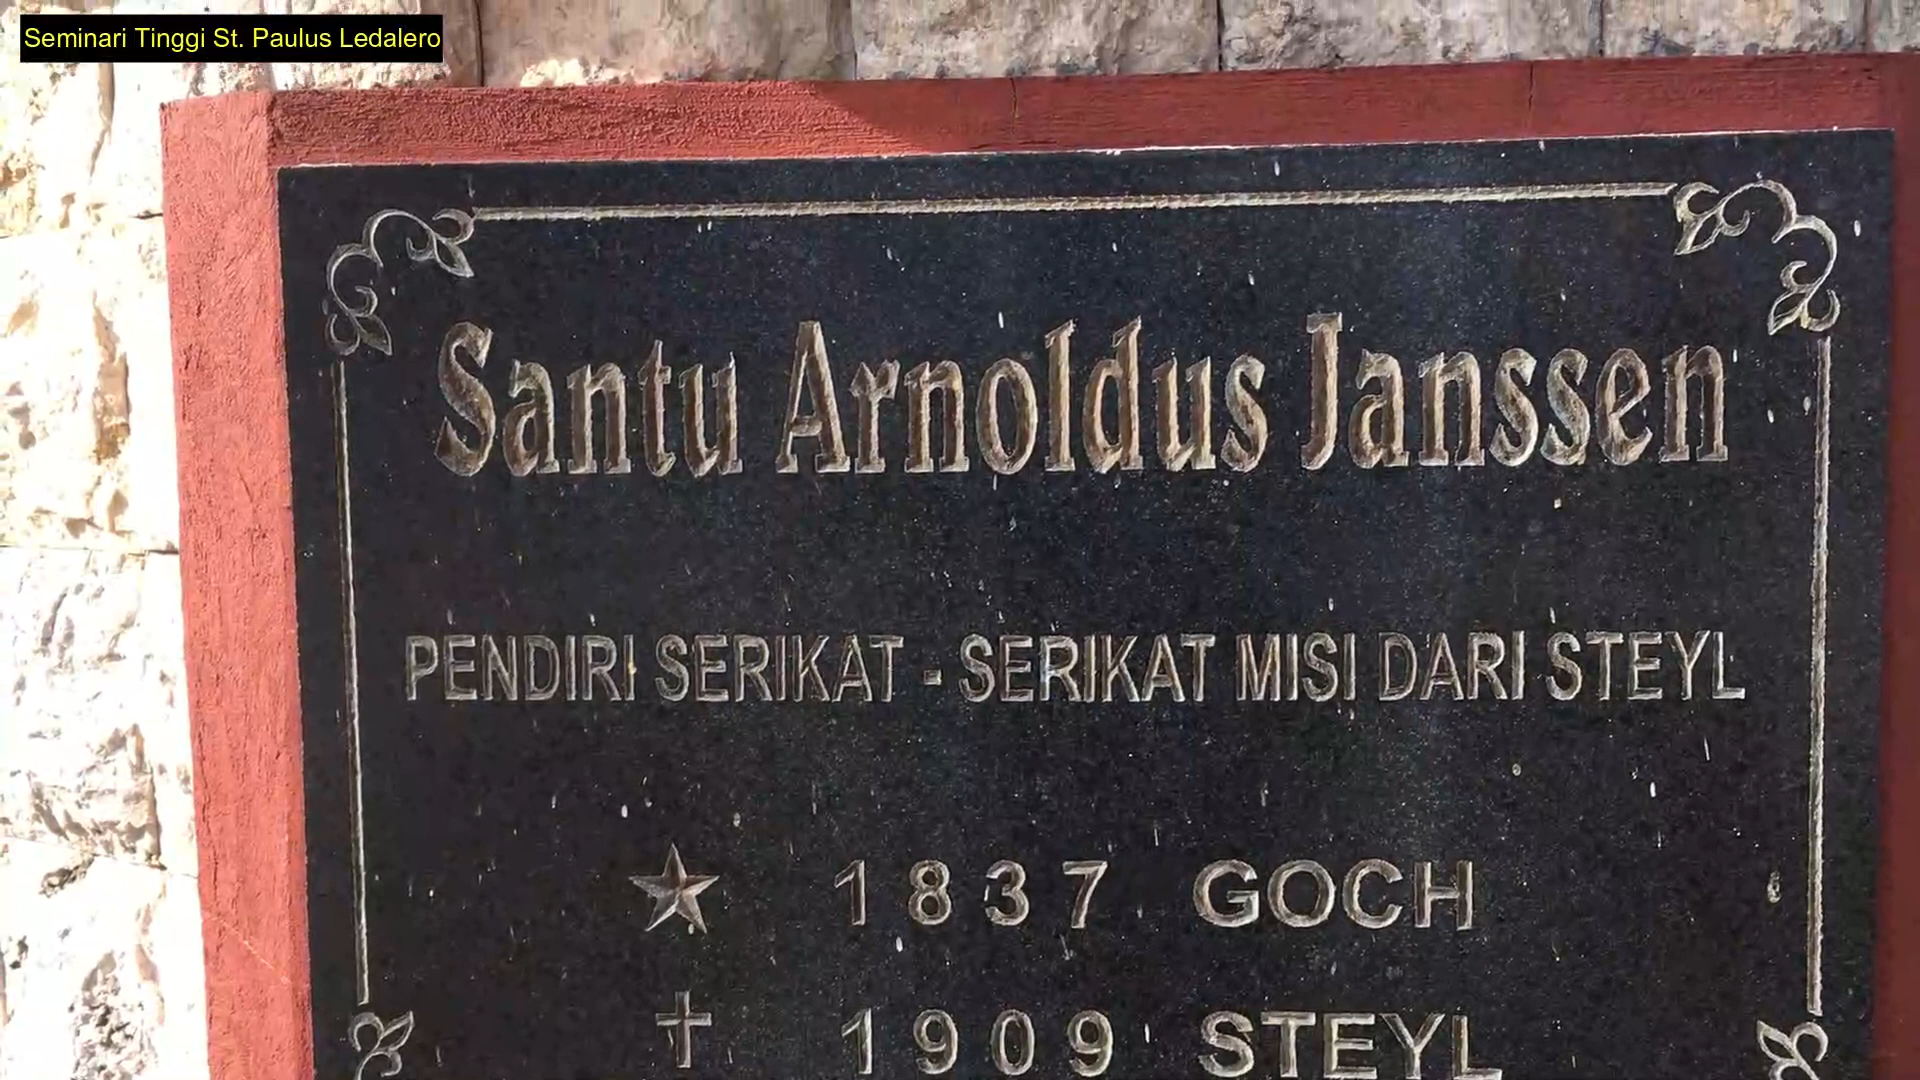 Seminari Tinggi St. Paulus Ledalero
Santu Arnoldus Janssen
PENDIRI SERIKAT - SERIKAT MISI DARI STEYL
1837 GOCH
1909 STEYL